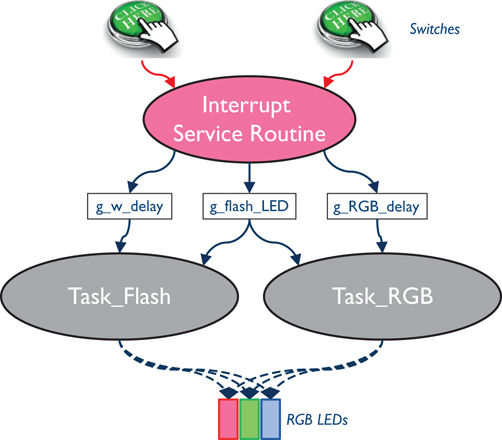 CLICK HERE
CLICK HERE
Switches
Interrupt
Service Routine
g_w_delay
g_flash_LED
g_RGB_delay
Task_Flash
Task_RGB
RGB LEDs